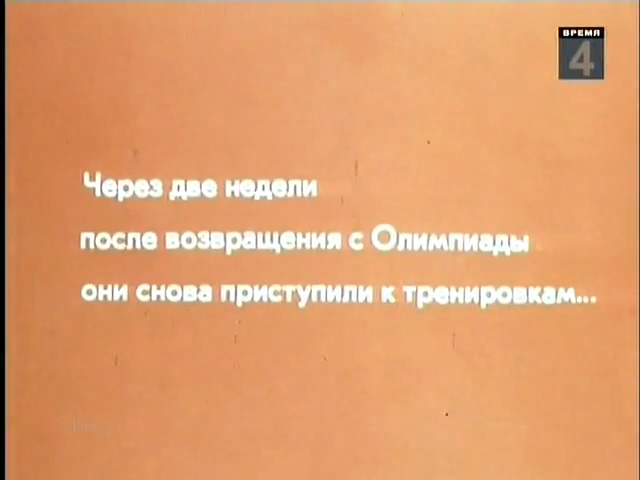 ВРЕМЯ
4
Через две недели
после возвращения с Олимпиады
они снова приступили к тренировкам...